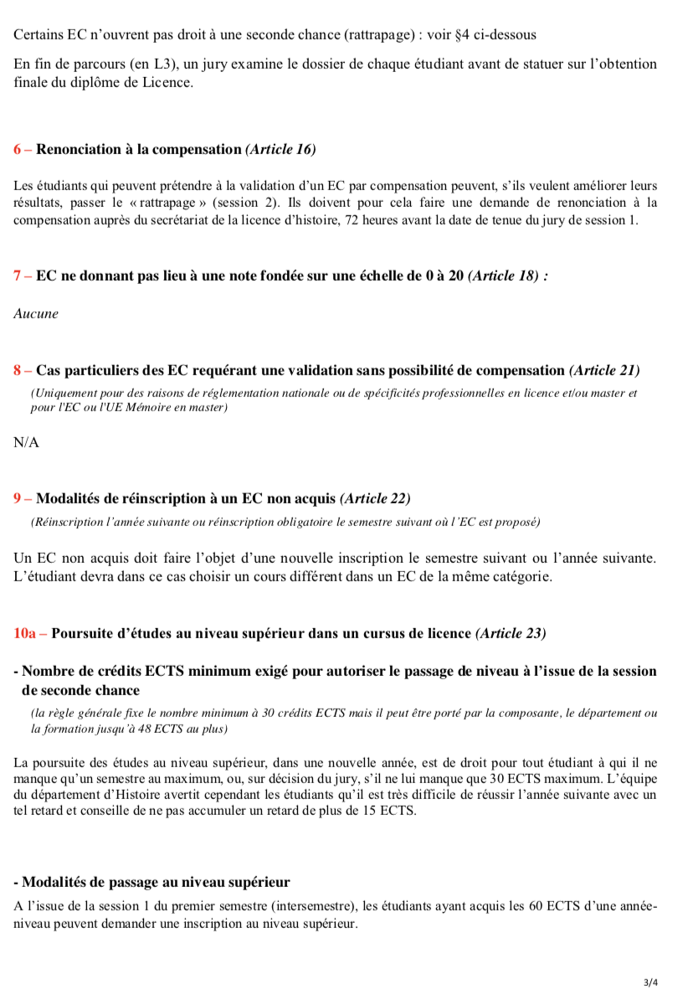 Certains EC n’ouvrent pas droit à une seconde chance (rattrapage) : voir §4 ci-dessous
En fin de parcours (en L3), un jury examine le dossier de chaque étudiant avant de statuer sur l’obtention
finale du diplôme de Licence.
6 – Renonciation à la compensation (Article 16)
Les étudiants qui peuvent prétendre à la validation d’un EC par compensation peuvent, s’ils veulent améliorer leurs
résultats, passer le « rattrapage » (session 2). Ils doivent pour cela faire une demande de renonciation à la
compensation auprès du secrétariat de la licence d’histoire, 72 heures avant la date de tenue du jury de session 1.
7 – EC ne donnant pas lieu à une note fondée sur une échelle de 0 à 20 (Article 18) :
Aucune
8 – Cas particuliers des EC requérant une validation sans possibilité de compensation (Article 21)
(Uniquement pour des raisons de réglementation nationale ou de spécificités professionnelles en licence et/ou master et
pour l'EC ou l'UE Mémoire en master)
N/A
9 – Modalités de réinscription à un EC non acquis (Article 22)
(Réinscription l’année suivante ou réinscription obligatoire le semestre suivant où l’EC est proposé)
Un EC non acquis doit faire l’objet d’une nouvelle inscription le semestre suivant ou l’année suivante.
L’étudiant devra dans ce cas choisir un cours différent dans un EC de la même catégorie.
10a – Poursuite d’études au niveau supérieur dans un cursus de licence (Article 23)
- Nombre de crédits ECTS minimum exigé pour autoriser le passage de niveau à l’issue de la session
de seconde chance
(la règle générale fixe le nombre minimum à 30 crédits ECTS mais il peut être porté par la composante, le département ou
la formation jusqu’à 48 ECTS au plus)
La poursuite des études au niveau supérieur, dans une nouvelle année, est de droit pour tout étudiant à qui il ne
manque qu’un semestre au maximum, ou, sur décision du jury, s’il ne lui manque que 30 ECTS maximum. L’équipe
du département d’Histoire avertit cependant les étudiants qu’il est très difficile de réussir l’année suivante avec un
tel retard et conseille de ne pas accumuler un retard de plus de 15 ECTS.
- Modalités de passage au niveau supérieur
A l’issue de la session 1 du premier semestre (intersemestre), les étudiants ayant acquis les 60 ECTS d’une année-
niveau peuvent demander une inscription au niveau supérieur.
3/4